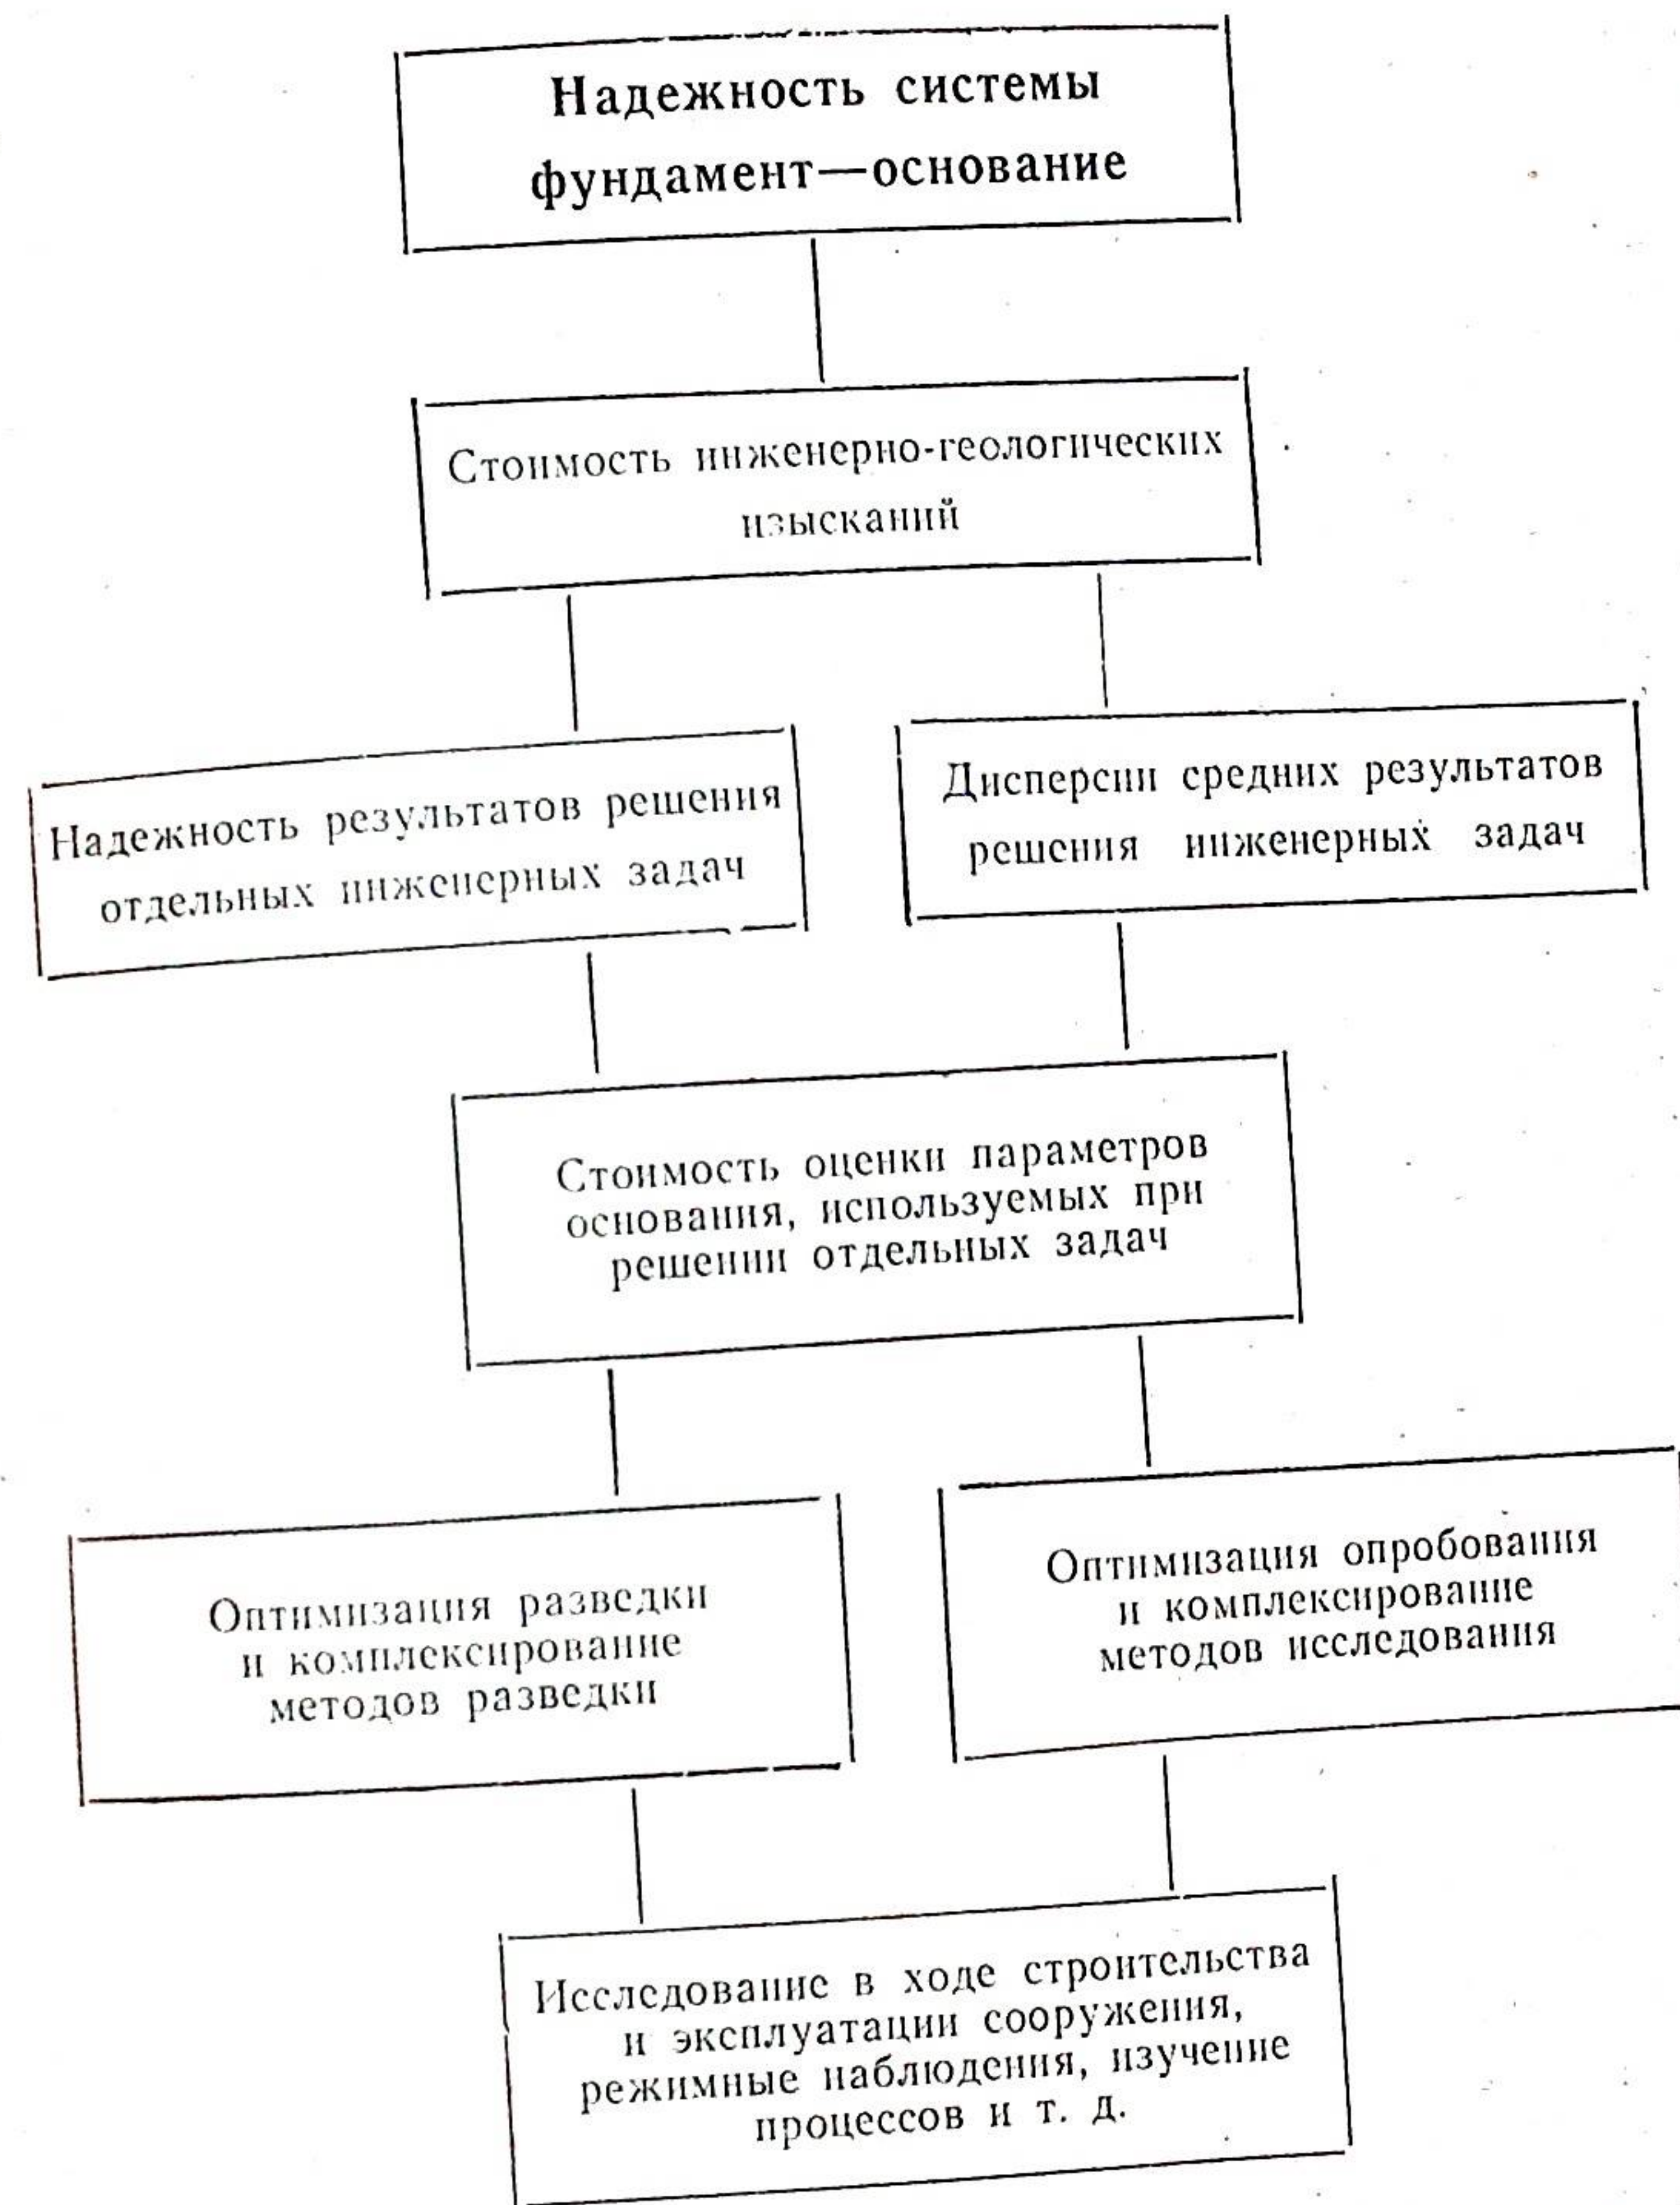 Надежность системы
фундамент—основание
Стоимость инженерно-геологических
изысканий
Надежность результатов решения
отдельных инженерных задач
Дисперсии средних результатов
решения инженерных задач
Стоимость оценки параметров
основания, используемых при
решении отдельных задач
Оптимизация разведки
и комплексирование
методов разведки
Оптимизация опробования
и комплексирование
методов исследования
Исследование в ходе строительства
и эксплуатации сооружения,
режимные наблюдения, изучение
процессов и т. д.